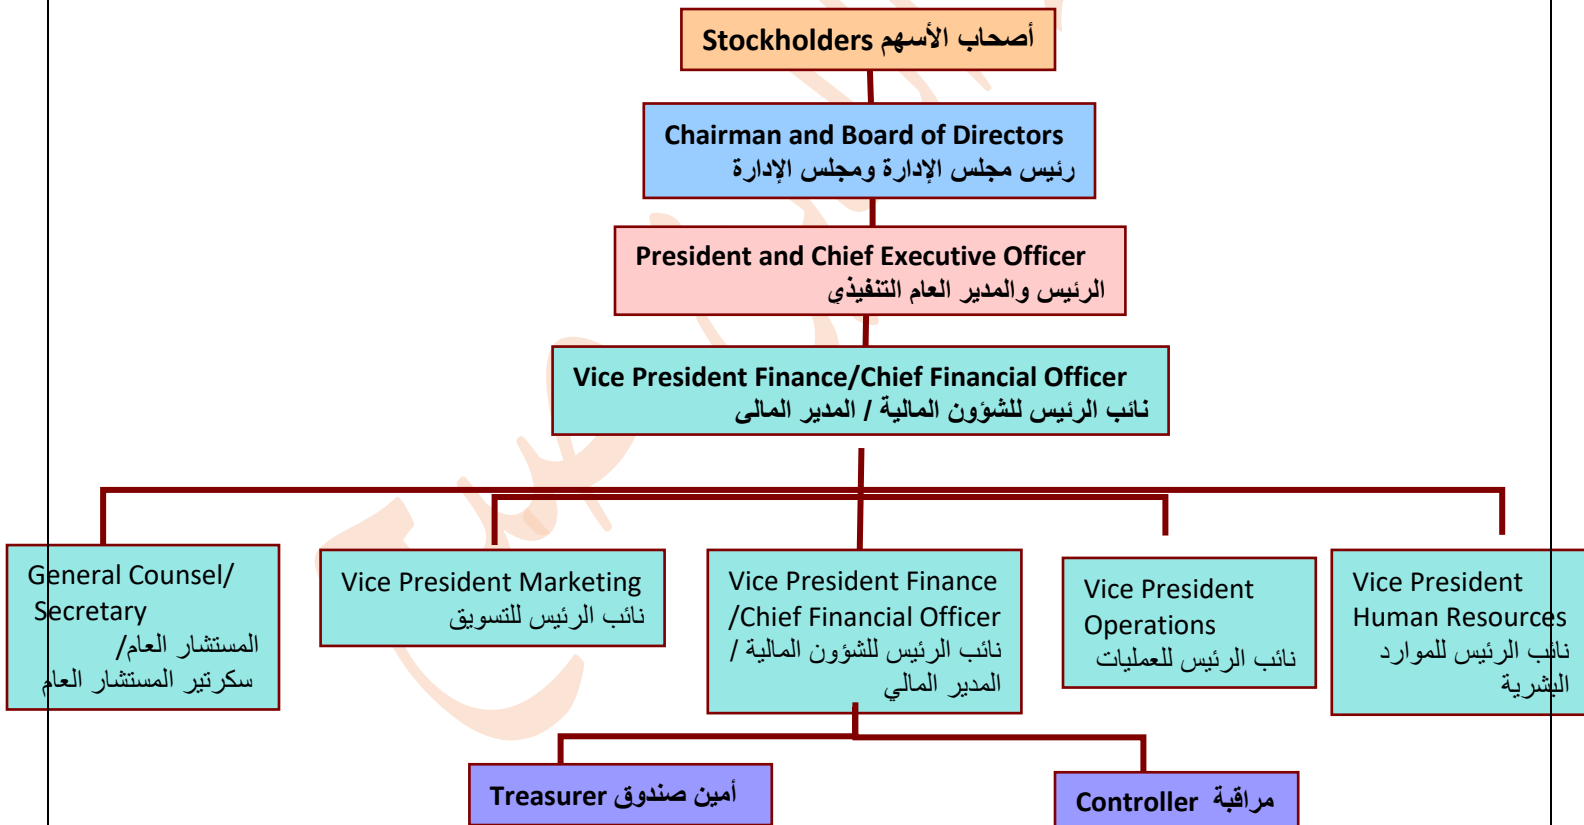 Stockholders أصحاب الأسهم
Chairman and Board of Directors
رئيس مجلس الإدارة ومجلس الإدارة
President and Chief Executive Officer
الرئيس والمدير العام التنفيذي
Vice President Finance/Chief Financial Officer
نائب الرئيس للشؤون المالية / المدير المالى
General Counsel/
Secretary
المستشار العام/
سكرتير المستشار العام
Vice President Marketing
نائب الرئيس للتسويق
Vice President Finance
/Chief Financial Officer
نائب الرئيس للشؤون المالية /
المدير المالي
Vice President
Operations
نائب الرئيس للعمليات
Vice President
Human Resources
نائب الرئيس للموارد
البشرية
Treasurer أمين صندوق
Controller مراقبة